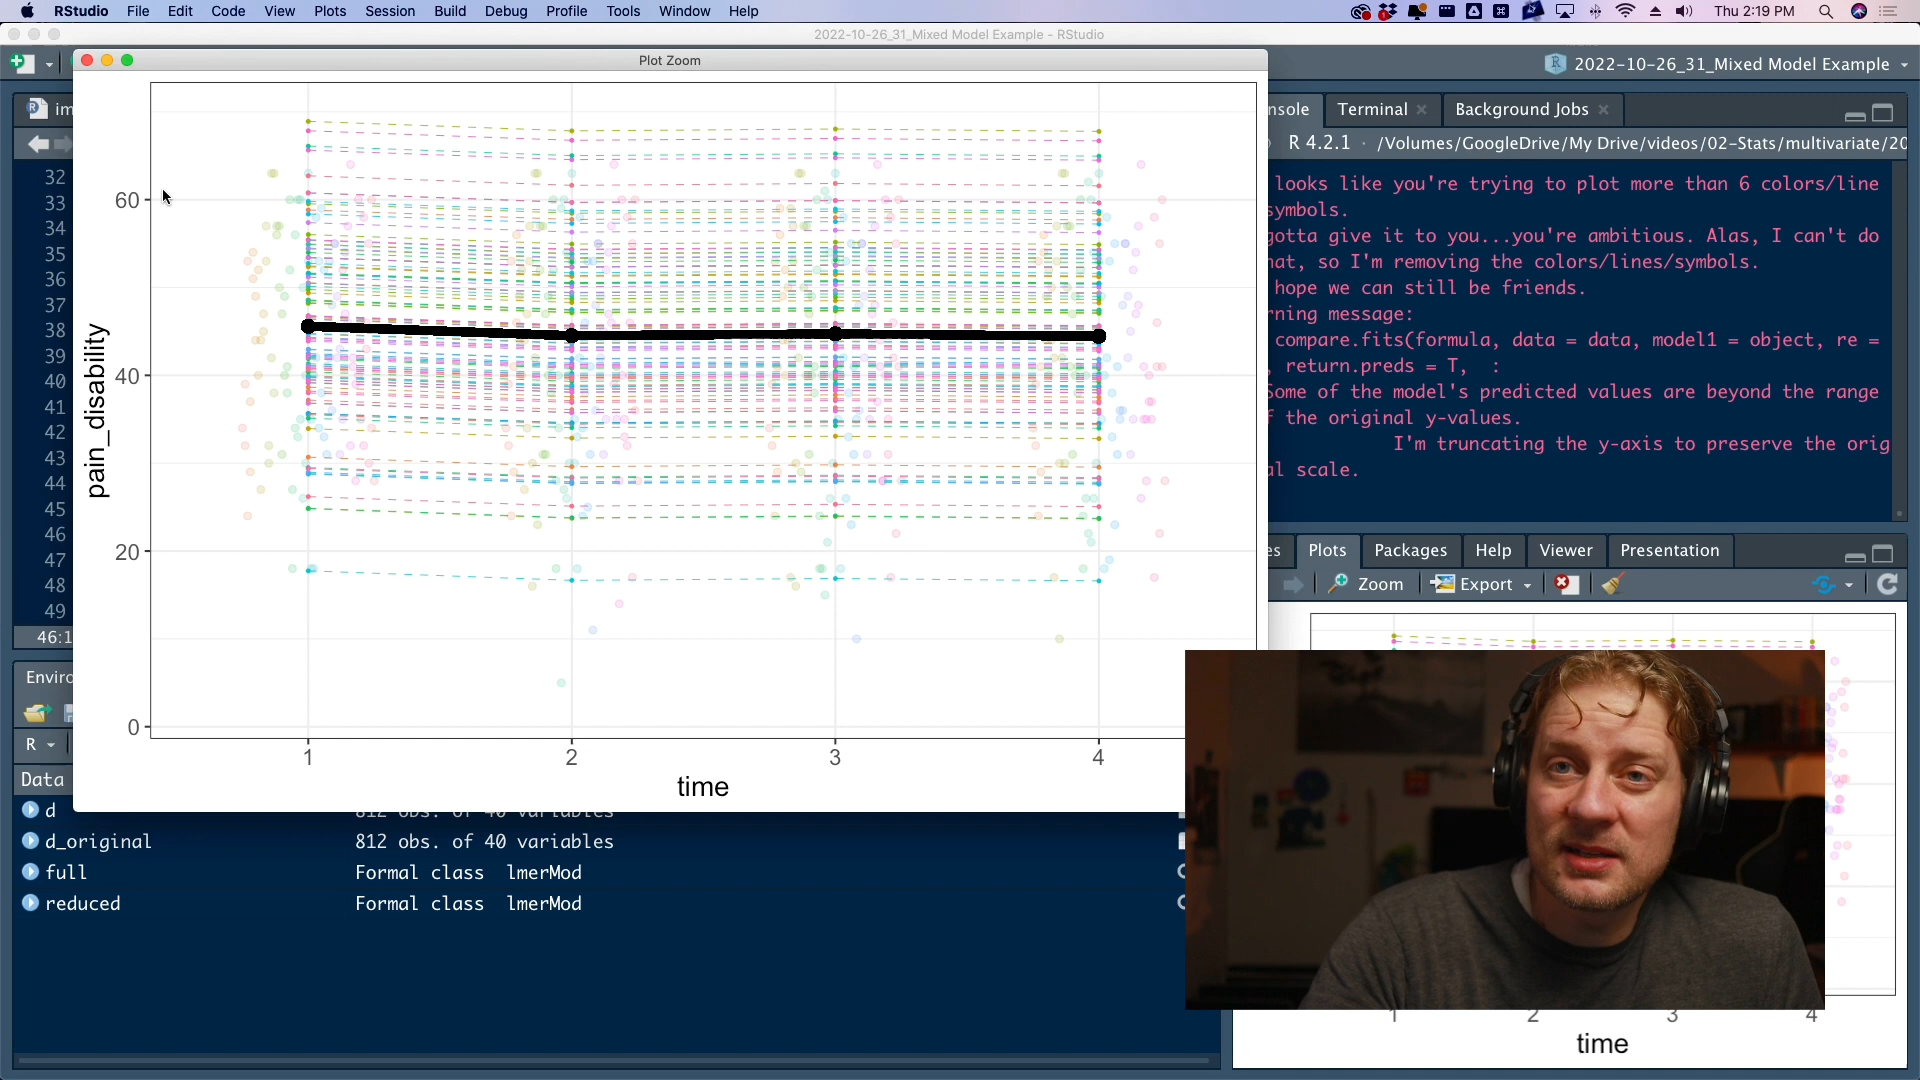 RStudio File Edit Code View Plots Session Build Debug Profile Tools Window Help Thu 2:19 PM
2022-10-26_31_Mixed Model Example - RStudio
Plot Zoom
2022-10-26_31_Mixed Model Example
im
nsole Terminal Background Jobs
R 4.2.1 · /Volumes/GoogleDrive/My Drive/videos/02-Stats/multivariate/20
looks like you're trying to plot more than 6 colors/line
symbols.
gotta give it to you...you're ambitious. Alas, I can't do
hat, so I'm removing the colors/lines/symbols.
hope we can still be friends.
rning message:
compare.fits(formula, data = data, model1 = object, re =
, return.preds = T, :
Some of the model's predicted values are beyond the range
f the original y-values.
I'm truncating the y-axis to preserve the orig
al scale.
32
33
34
35
36
37
38
39
40
41
42
43
44
45
46
47
48
49
46:1
pain_disability
60
40
20
0
1 2 3 4
time
es Plots Packages Help Viewer Presentation
Zoom Export
Enviro
R
Data
d 812 obs. of 40 variables
d_original 812 obs. of 40 variables
full Formal class lmerMod
reduced Formal class lmerMod
1 2 3 4
time